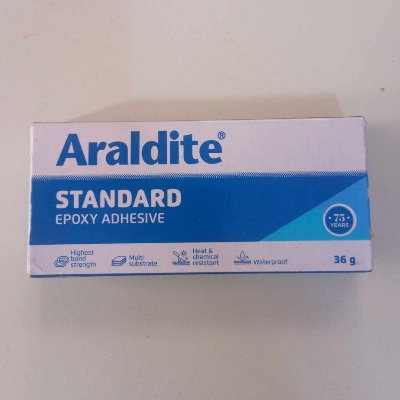 Araldite®
STANDARD
EPOXY ADHESIVE
75
YEARS
Highest
bond
strength
Multi
substrate
Heat &
chemical
resistant
Waterproof
36 g